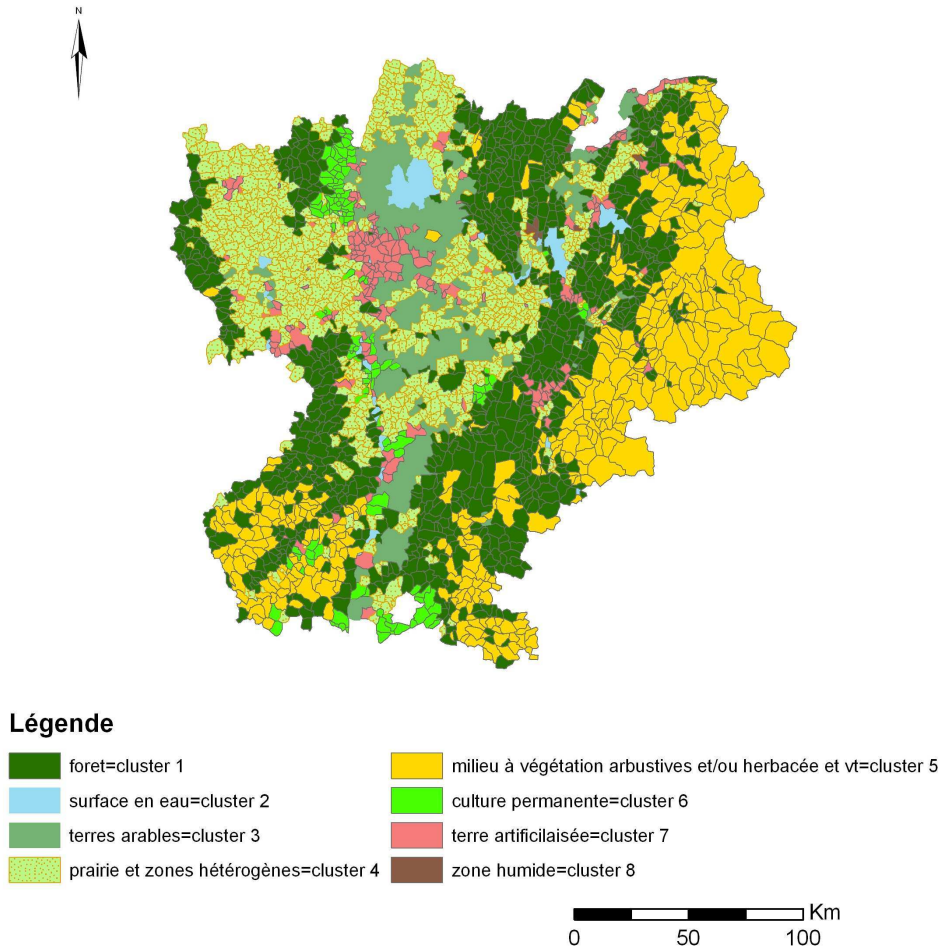 N
Légende
foret=cluster 1
surface en eau=cluster 2
terres arables=cluster 3
prairie et zones hétérogènes=cluster 4
milieu à végétation arbustives et/ou herbacée et vt=cluster 5
culture permanente=cluster 6
terre artificilaisée=cluster 7
zone humide=cluster 8
Km
0 50 100